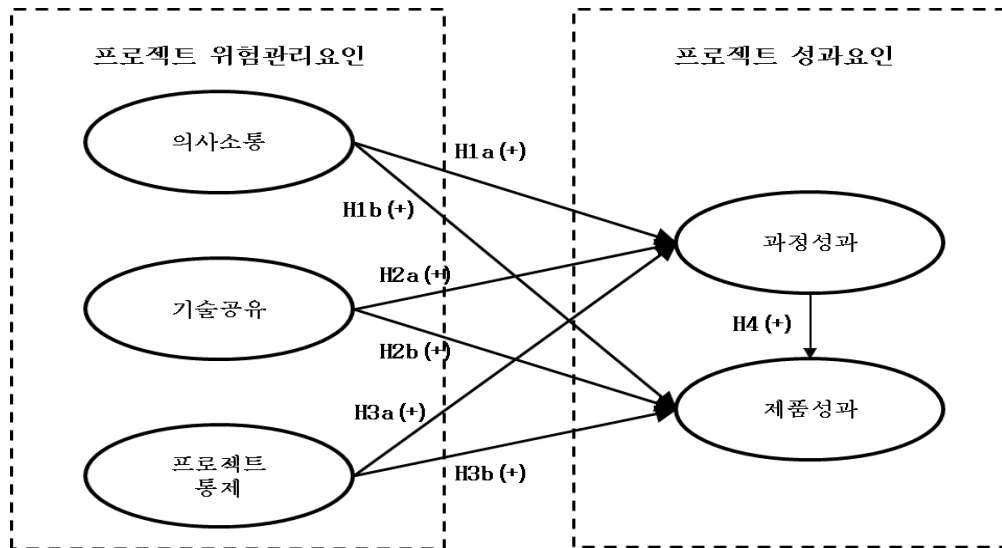 프로젝트 위험관리요인
프로젝트 성과요인
의사소통
H1a(+)
H1b(+)
과정성과
H2a(+)
기술공유
H4(+)
H2b(+)
H3a(+)
제품성과
프로젝트
통제
H3b(+)